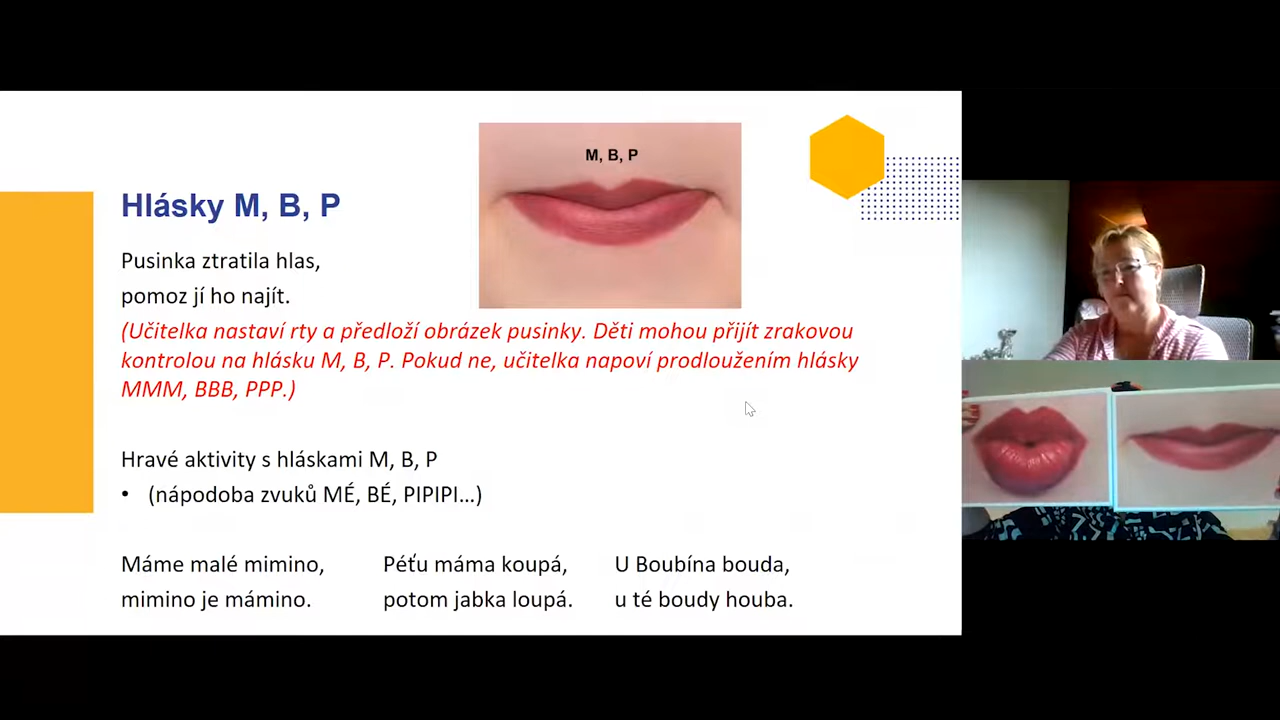 M, B, P
Hlásky M, B, P
Pusinka ztratila hlas,
pomoz jí ho najít.
(Učitelka nastaví rty a předloží obrázek pusinky. Děti mohou přijít zrakovou
kontrolou na hlásku M, B, P. Pokud ne, učitelka napoví prodloužením hlásky
MMM, BBB, PPP.)
Hravé aktivity s hláskami M, B, P
• (nápodoba zvuků MÉ, BÉ, PIPIPI…)
Máme malé mimino,
mimino je mámino.
Péťu máma koupá,
potom jabka loupá.
U Boubína bouda,
u té boudy houba.